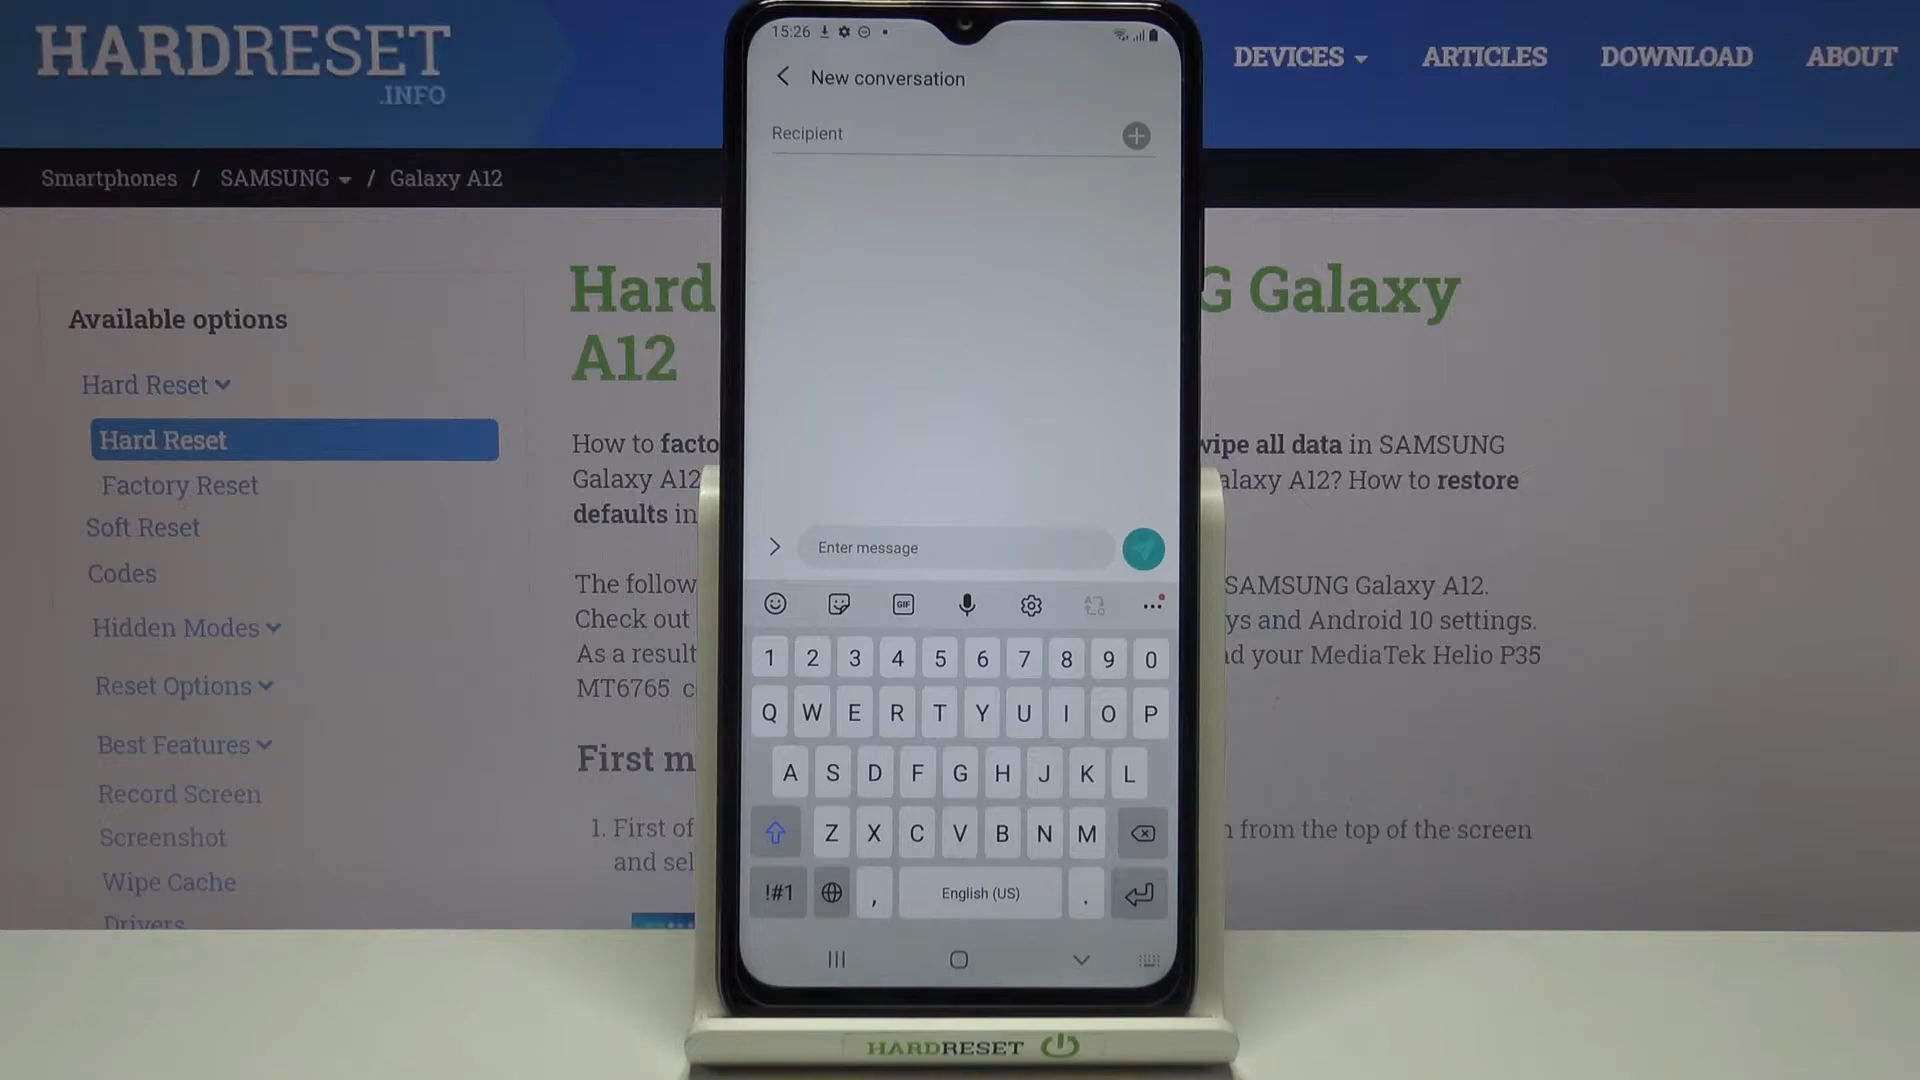 HARDRESET
.INFO
DEVICES
ARTICLES
DOWNLOAD
ABOUT
Smartphones / SAMSUNG / Galaxy A12
Available options
Hard Reset
Hard Reset
Factory Reset
Soft Reset
Codes
Hidden Modes
Reset Options
Best Features
Record Screen
Screenshot
Wipe Cache
Drivers
Hard
G Galaxy
A12
How to facto
wipe all data in SAMSUNG
Galaxy A12
alaxy A12? How to restore
defaults in
The follow
SAMSUNG Galaxy A12.
Check out
ys and Android 10 settings.
As a result
d your MediaTek Helio P35
MT6765 c
First m
1. First of
n from the top of the screen
and sel
15:26
New conversation
Recipient
Enter message
GIF
1 2 3 4 5 6 7 8 9 0
Q W E R T Y U I O P
A S D F G H J K L
Z X C V B N M
!#1 , English (US) .
HARDRESET